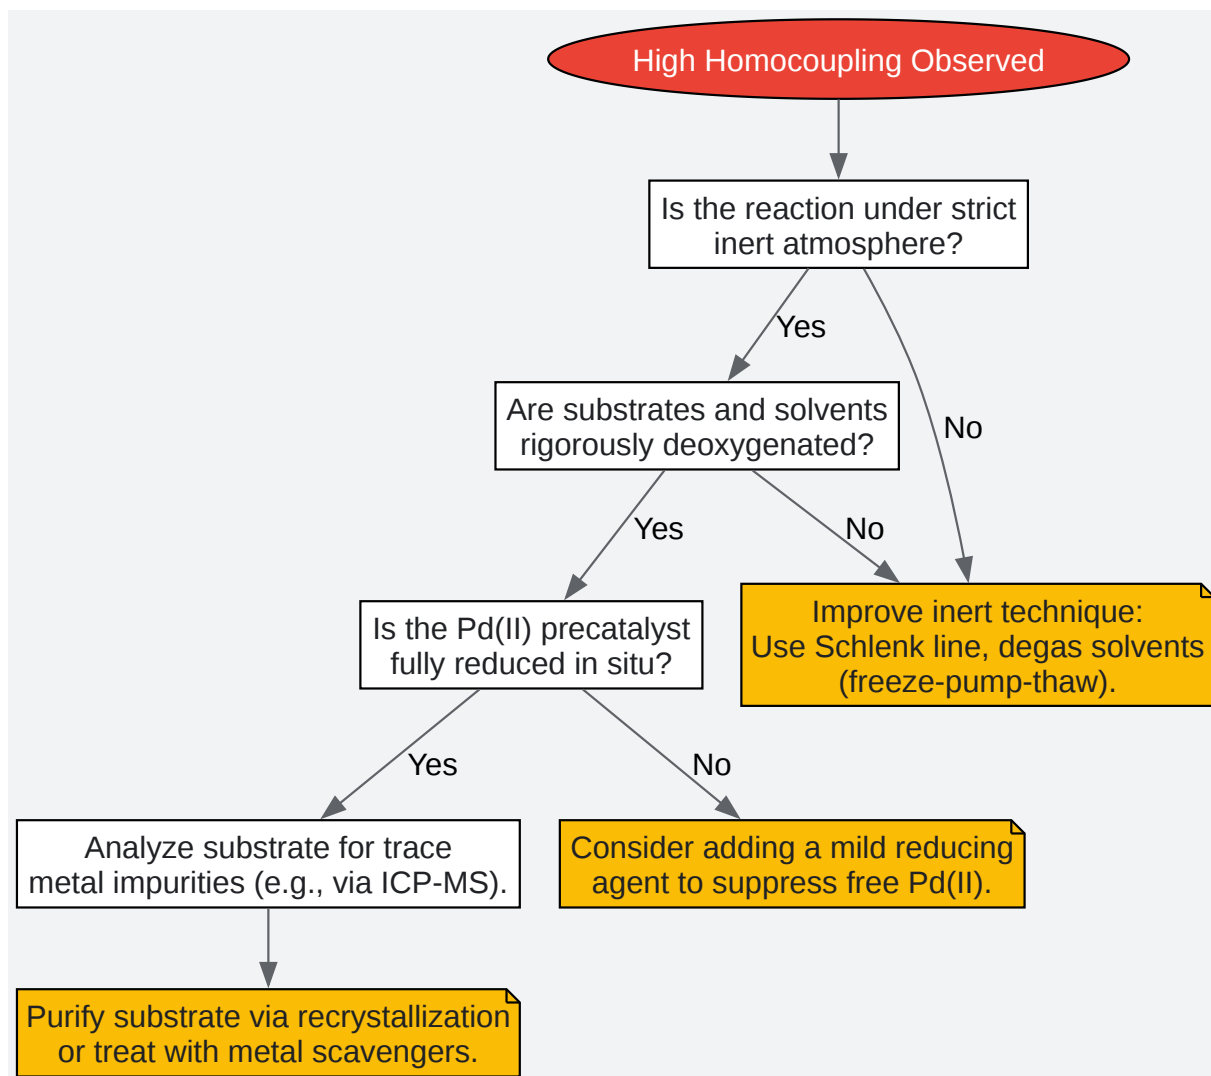 High Homocoupling Observed
Is the reaction under strict
inert atmosphere?
Yes
Are substrates and solvents
rigorously deoxygenated?
No
Yes
No
Improve inert technique:
Use Schlenk line, degas solvents
(freeze-pump-thaw).
Is the Pd(II) precatalyst
fully reduced in situ?
Yes
No
Analyze substrate for trace
metal impurities (e.g., via ICP-MS).
Consider adding a mild reducing
agent to suppress free Pd(II).
Purify substrate via recrystallization
or treat with metal scavengers.